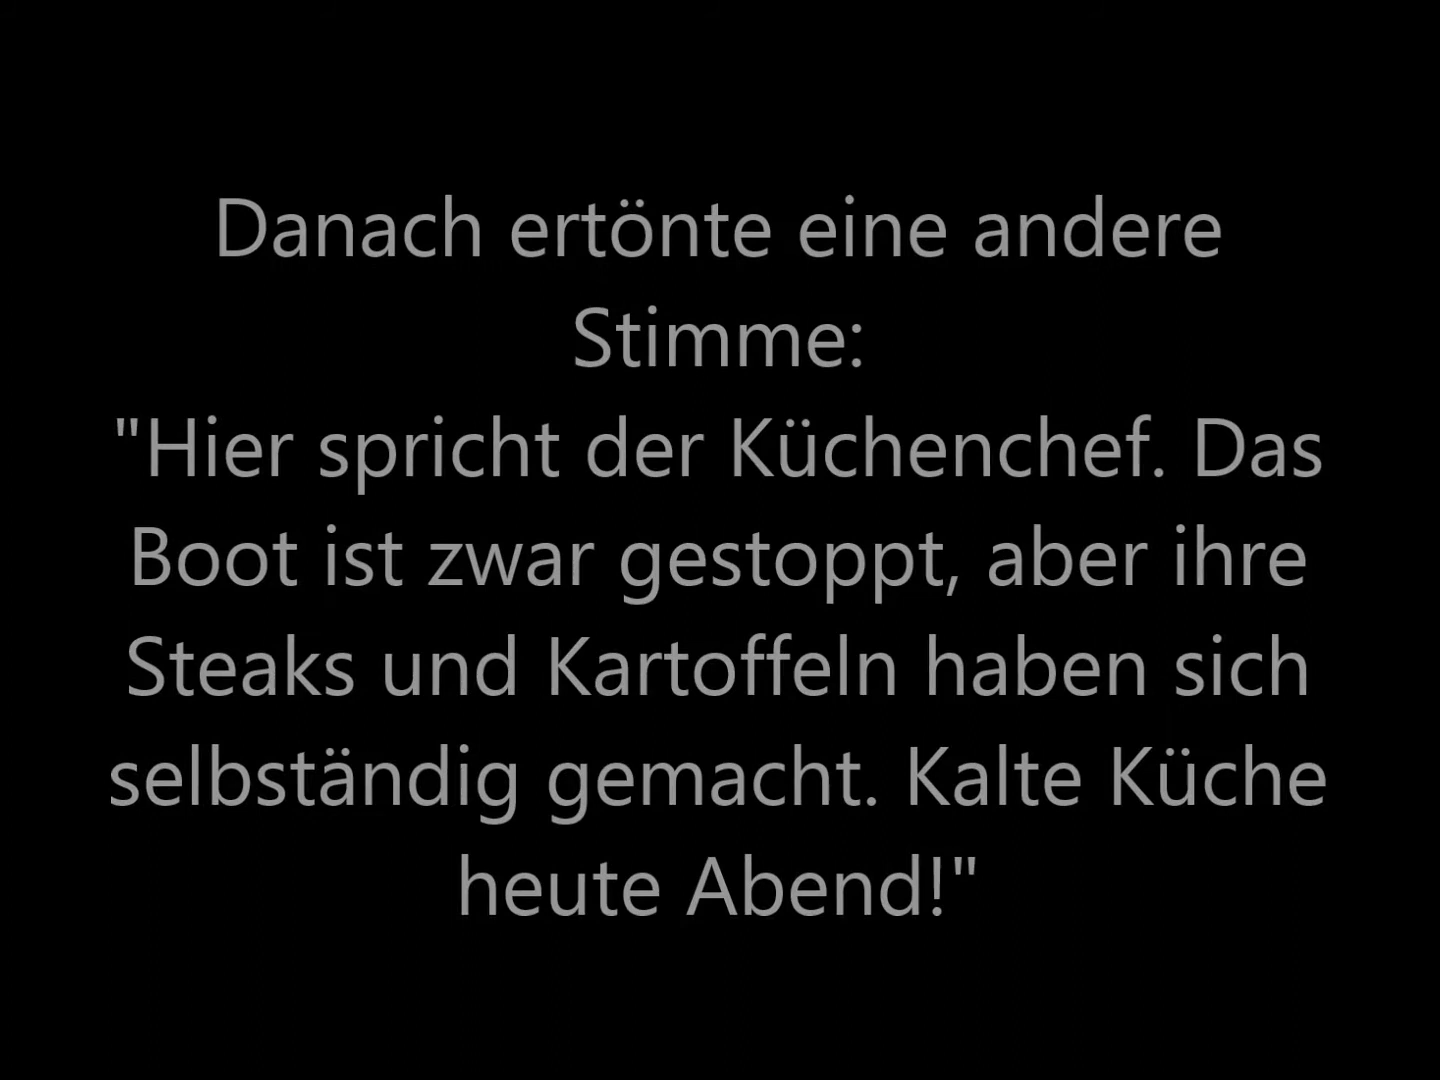 Danach ertönte eine andere
Stimme:
"Hier spricht der Küchenchef. Das
Boot ist zwar gestoppt, aber ihre
Steaks und Kartoffeln haben sich
selbständig gemacht. Kalte Küche
heute Abend!"